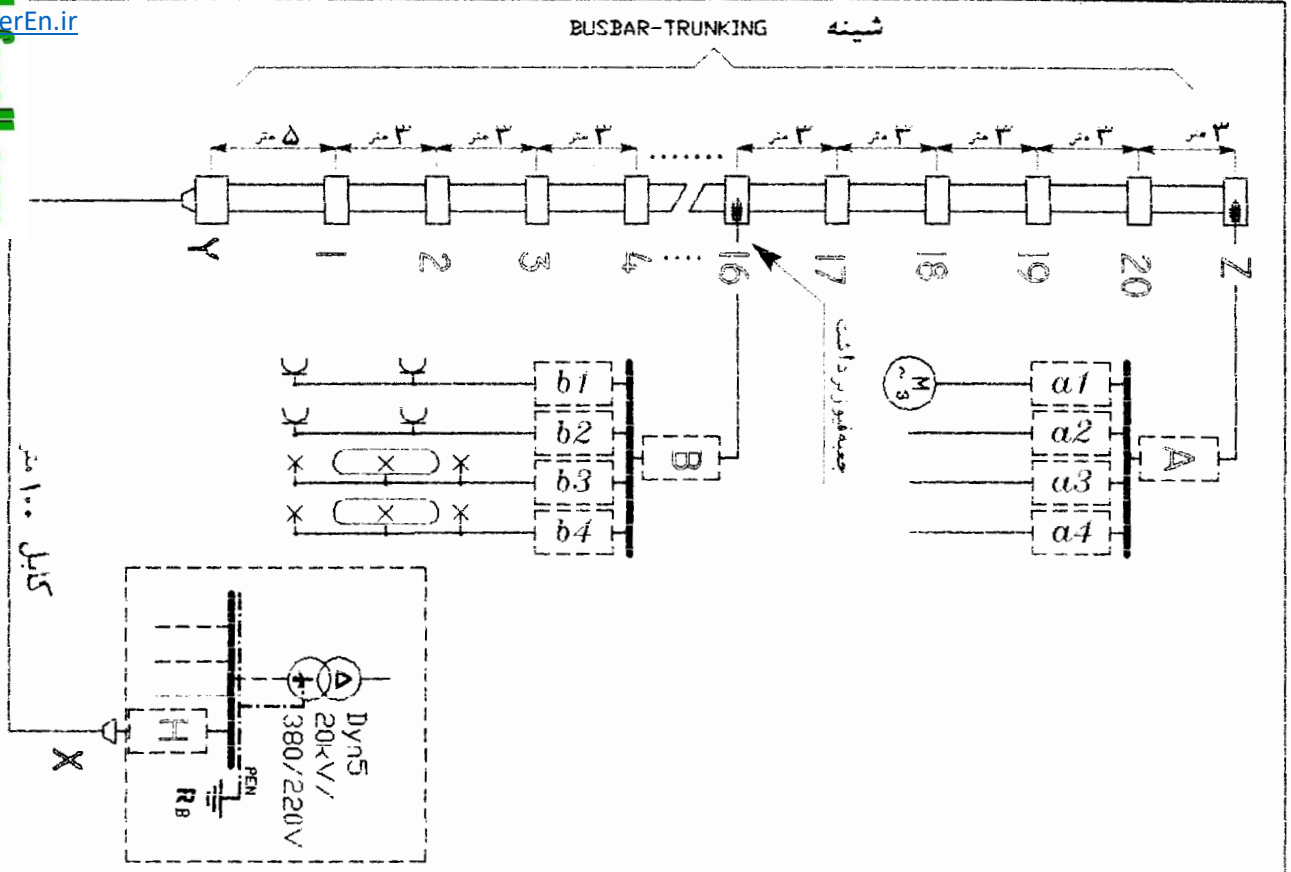 erEn.ir
BUSBAR-TRUNKING شینه
۵ متر ۳ متر ۳ متر ۳ متر ....... ۳ متر ۳ متر ۳ متر ۳ متر ۳ متر
Y 1 2 3 4 .... 16 17 18 19 20 Z
جعبه فیوز برداشت
b1
b2
b3
b4
B
M
3~
a1
a2
a3
a4
A
کابل ۱۰۰ متر
X
H
Dyn5
20kV/
380/220V
PEN
RB